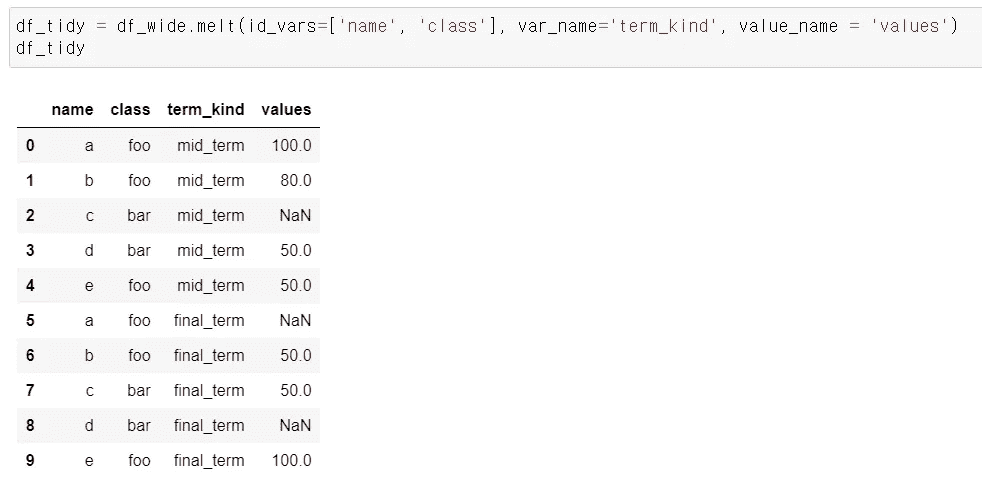 df_tidy = df_wide.melt(id_vars=['name', 'class'], var_name='term_kind', value_name = 'values')
df_tidy
name class term_kind values
0 a foo mid_term 100.0
1 b foo mid_term 80.0
2 c bar mid_term NaN
3 d bar mid_term 50.0
4 e foo mid_term 50.0
5 a foo final_term NaN
6 b foo final_term 50.0
7 c bar final_term 50.0
8 d bar final_term NaN
9 e foo final_term 100.0